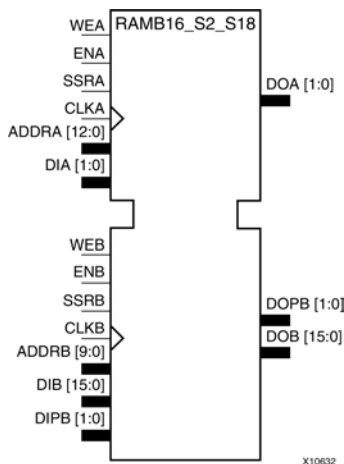 RAMB16_S2_S18
WEA
ENA
SSRA
CLKA
ADDRA [12:0]
DIA [1:0]
DOA [1:0]
WEB
ENB
SSRB
CLKB
ADDRB [9:0]
DIB [15:0]
DIPB [1:0]
DOPB [1:0]
DOB [15:0]
X10632